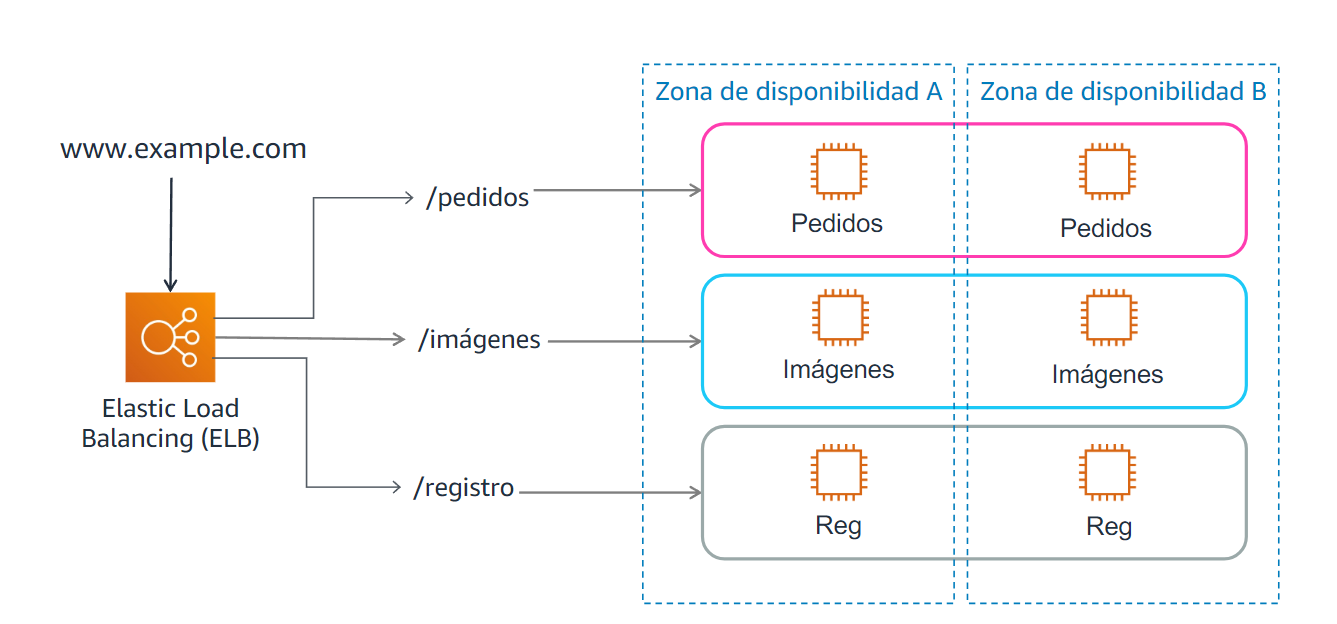 Zona de disponibilidad A
Zona de disponibilidad B
www.example.com
/pedidos
Pedidos
Pedidos
/imágenes
Imágenes
Imágenes
Elastic Load
Balancing (ELB)
/registro
Reg
Reg